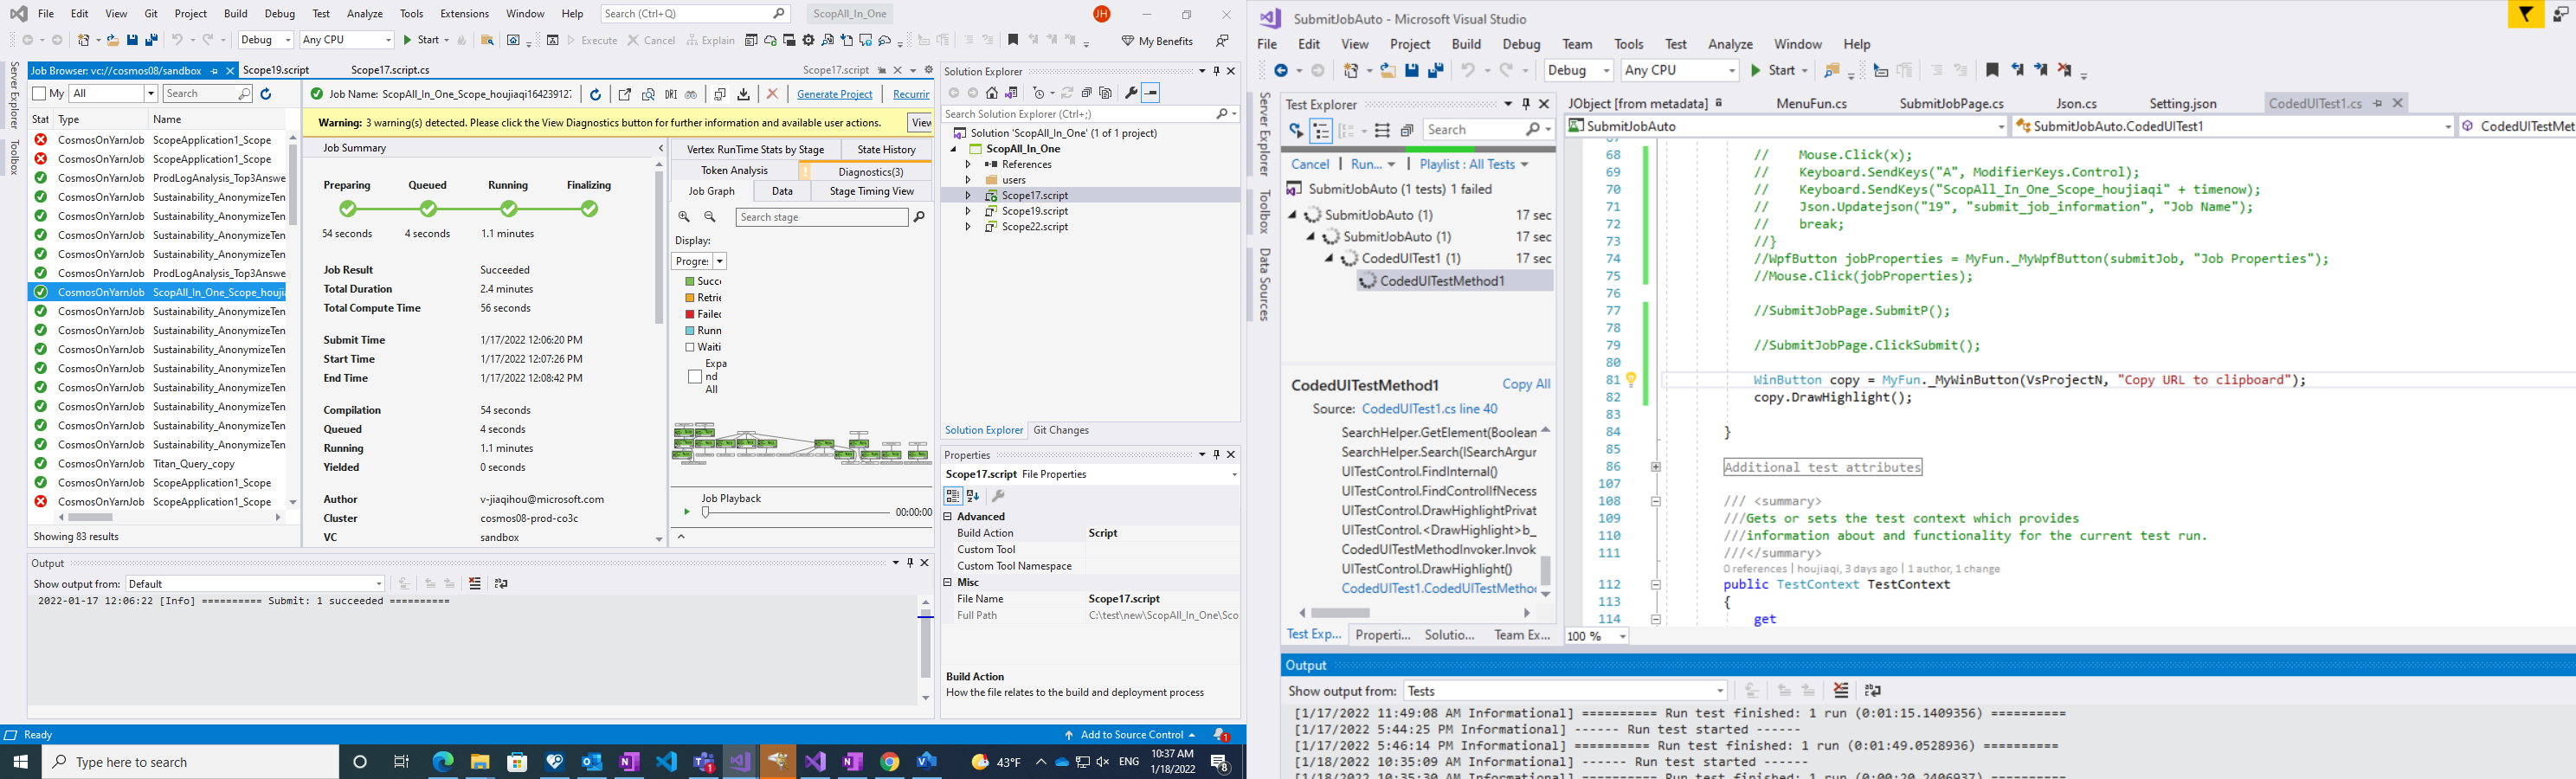 File Edit View Git Project Build Debug Test Analyze Tools Extensions Window Help Search (Ctrl+Q) ScopAll_In_One JH
Debug Any CPU Start Execute Cancel Explain My Benefits
Server Explorer
Toolbox
Job Browser: vc://cosmos08/sandbox Scope19.script Scope17.script.cs Scope17.script
My All Search
Stat Type Name
CosmosOnYarnJob ScopeApplication1_Scope
CosmosOnYarnJob ScopeApplication1_Scope
CosmosOnYarnJob ProdLogAnalysis_Top3Answe
CosmosOnYarnJob Sustainability_AnonymizeTen
CosmosOnYarnJob Sustainability_AnonymizeTen
CosmosOnYarnJob Sustainability_AnonymizeTen
CosmosOnYarnJob Sustainability_AnonymizeTen
CosmosOnYarnJob ProdLogAnalysis_Top3Answe
CosmosOnYarnJob ScopAll_In_One_Scope_houjia
CosmosOnYarnJob Sustainability_AnonymizeTen
CosmosOnYarnJob Sustainability_AnonymizeTen
CosmosOnYarnJob Sustainability_AnonymizeTen
CosmosOnYarnJob Sustainability_AnonymizeTen
CosmosOnYarnJob Sustainability_AnonymizeTen
CosmosOnYarnJob Sustainability_AnonymizeTen
CosmosOnYarnJob Sustainability_AnonymizeTen
CosmosOnYarnJob Sustainability_AnonymizeTen
CosmosOnYarnJob Titan_Query_copy
CosmosOnYarnJob ScopeApplication1_Scope
CosmosOnYarnJob ScopeApplication1_Scope
Showing 83 results
Job Name: ScopAll_In_One_Scope_houjiaqi16423912? DRI Generate Project Recurrir
Warning: 3 warning(s) detected. Please click the View Diagnostics button for further information and available user actions. View
Job Summary
Preparing Queued Running Finalizing
54 seconds 4 seconds 1.1 minutes
Job Result Succeeded
Total Duration 2.4 minutes
Total Compute Time 56 seconds
Submit Time 1/17/2022 12:06:20 PM
Start Time 1/17/2022 12:07:26 PM
End Time 1/17/2022 12:08:42 PM
Compilation 54 seconds
Queued 4 seconds
Running 1.1 minutes
Yielded 0 seconds
Author v-jiaqihou@microsoft.com
Cluster cosmos08-prod-co3c
VC sandbox
Vertex RunTime Stats by Stage State History
Token Analysis Diagnostics(3)
Job Graph Data Stage Timing View
Search stage
Display:
Progre:
Succe
Retrie
Failed
Runn
Waiti
Expa
nd
All
Job Playback
00:00:00
Output
Show output from: Default
2022-01-17 12:06:22 [Info] ========== Submit: 1 succeeded ==========
Solution Explorer
Search Solution Explorer (Ctrl+;)
Solution 'ScopAll_In_One' (1 of 1 project)
ScopAll_In_One
References
users
Scope17.script
Scope19.script
Scope22.script
Solution Explorer Git Changes
Properties
Scope17.script File Properties
Advanced
Build Action Script
Custom Tool
Custom Tool Namespace
Misc
File Name Scope17.script
Full Path C:\test\new\ScopAll_In_One\Sco
Build Action
How the file relates to the build and deployment process
Ready Add to Source Control 1
Type here to search 43°F ENG 10:37 AM
1/18/2022 8
SubmitJobAuto - Microsoft Visual Studio
File Edit View Project Build Debug Team Tools Test Analyze Window Help
Debug Any CPU Start
Server Explorer
Toolbox
Data Sources
Test Explorer
Search
Cancel Run... Playlist : All Tests
SubmitJobAuto (1 tests) 1 failed
SubmitJobAuto (1) 17 sec
SubmitJobAuto (1) 17 sec
CodedUITest1 (1) 17 sec
CodedUITestMethod1
CodedUITestMethod1 Copy All
Source: CodedUITest1.cs line 40
SearchHelper.GetElement(Boolean
SearchHelper.Search(ISearchArgur
UITestControl.FindInternal()
UITestControl.FindControlIfNecess
UITestControl.DrawHighlightPrivat
UITestControl.<DrawHighlight>b_
CodedUITestMethodInvoker.Invok
UITestControl.DrawHighlight()
CodedUITest1.CodedUITestMethod
Test Exp... Properti... Solutio... Team Ex...
JObject [from metadata] MenuFun.cs SubmitJobPage.cs Json.cs Setting.json CodedUITest1.cs
SubmitJobAuto SubmitJobAuto.CodedUITest1 CodedUITestMet
68 // Mouse.Click(x);
69 // Keyboard.SendKeys("A", ModifierKeys.Control);
70 // Keyboard.SendKeys("ScopAll_In_One_Scope_houjiaqi" + timenow);
71 // Json.Updatejson("19", "submit_job_information", "Job Name");
72 // break;
73 //}
74 //WpfButton jobProperties = MyFun._MyWpfButton(submitJob, "Job Properties");
75 //Mouse.Click(jobProperties);
76
77 //SubmitJobPage.SubmitP();
78
79 //SubmitJobPage.ClickSubmit();
80
81 WinButton copy = MyFun._MyWinButton(VsProjectN, "Copy URL to clipboard");
82 copy.DrawHighlight();
83
84 }
85
86 Additional test attributes
107
108 /// <summary>
109 ///Gets or sets the test context which provides
110 ///information about and functionality for the current test run.
111 ///</summary>
0 references | houjiaqi, 3 days ago | 1 author, 1 change
112 public TestContext TestContext
113 {
114 get
100 %
Output
Show output from: Tests
[1/17/2022 11:49:08 AM Informational] ========== Run test finished: 1 run (0:01:15.1409356) ==========
[1/17/2022 5:44:25 PM Informational] ------ Run test started ------
[1/17/2022 5:46:14 PM Informational] ========== Run test finished: 1 run (0:01:49.0528936) ==========
[1/18/2022 10:35:09 AM Informational] ------ Run test started ------
[1/18/2022 10:35:30 AM Informational] ========== Run test finished: 1 run (0:00:20.2406937) ==========